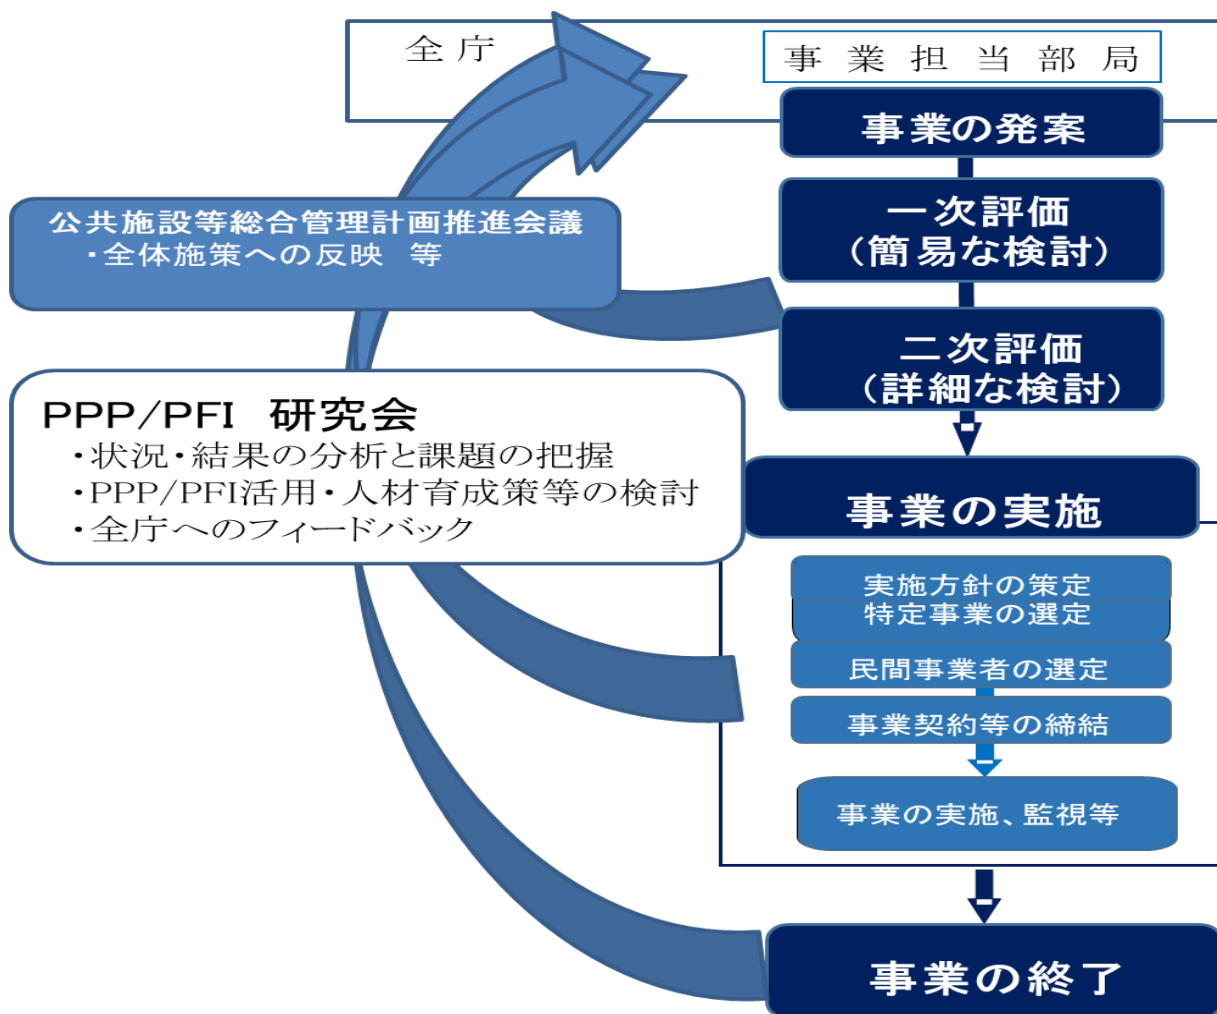 全庁
事業担当部局
事業の発案
一次評価
（簡易な検討）
二次評価
（詳細な検討）
公共施設等総合管理計画推進会議
・全体施策への反映　等
PPP/PFI　研究会
・状況・結果の分析と課題の把握
・PPP/PFI活用・人材育成策等の検討
・全庁へのフィードバック
事業の実施
実施方針の策定
特定事業の選定
民間事業者の選定
事業契約等の締結
事業の実施、監視等
事業の終了